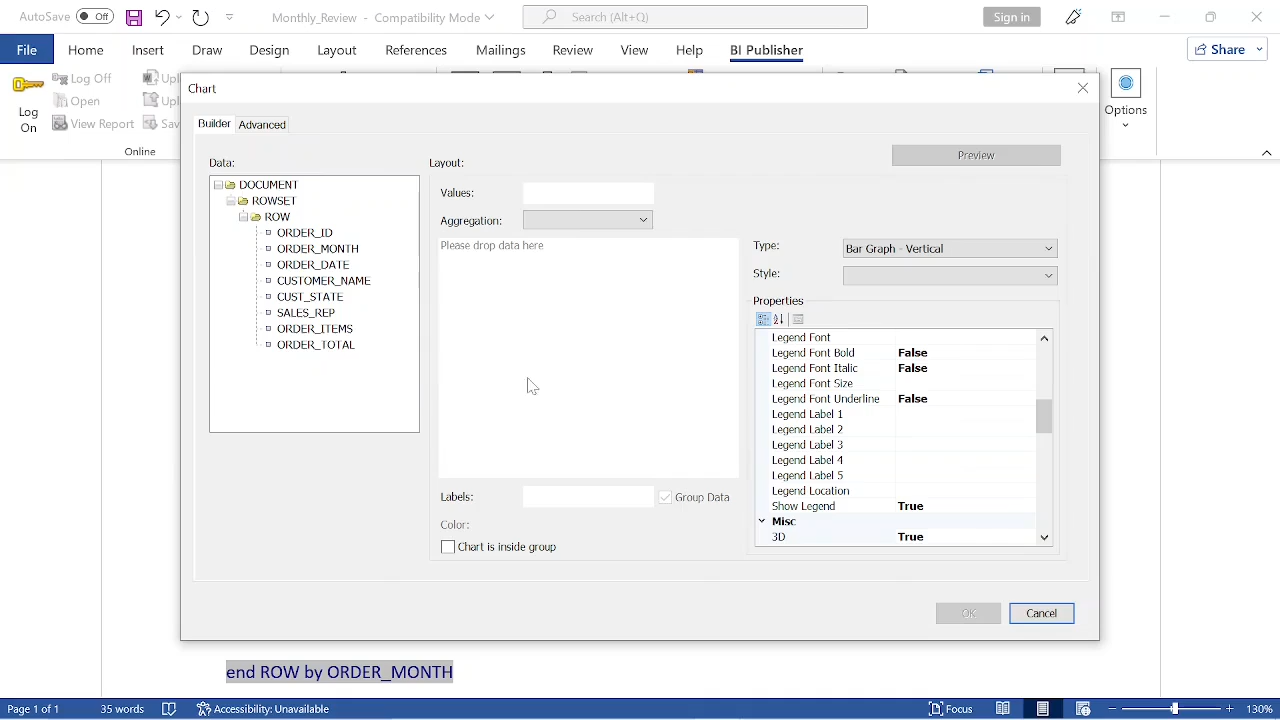 AutoSave Off Monthly_Review - Compatibility Mode Search (Alt+Q) Sign in
File Home Insert Draw Design Layout References Mailings Review View Help BI Publisher Share
Log On
Log Off
Open
View Report
Upl
Upl
Sav
Online
Options
Chart
Builder Advanced
Data:
DOCUMENT
ROWSET
ROW
ORDER_ID
ORDER_MONTH
ORDER_DATE
CUSTOMER_NAME
CUST_STATE
SALES_REP
ORDER_ITEMS
ORDER_TOTAL
Layout:
Preview
Values:
Aggregation:
Please drop data here
Type: Bar Graph - Vertical
Style:
Properties
Legend Font
Legend Font Bold False
Legend Font Italic False
Legend Font Size
Legend Font Underline False
Legend Label 1
Legend Label 2
Legend Label 3
Legend Label 4
Legend Label 5
Legend Location
Show Legend True
Misc
3D True
Labels: Group Data
Color:
Chart is inside group
OK Cancel
end ROW by ORDER_MONTH
Page 1 of 1 35 words Accessibility: Unavailable Focus 130%